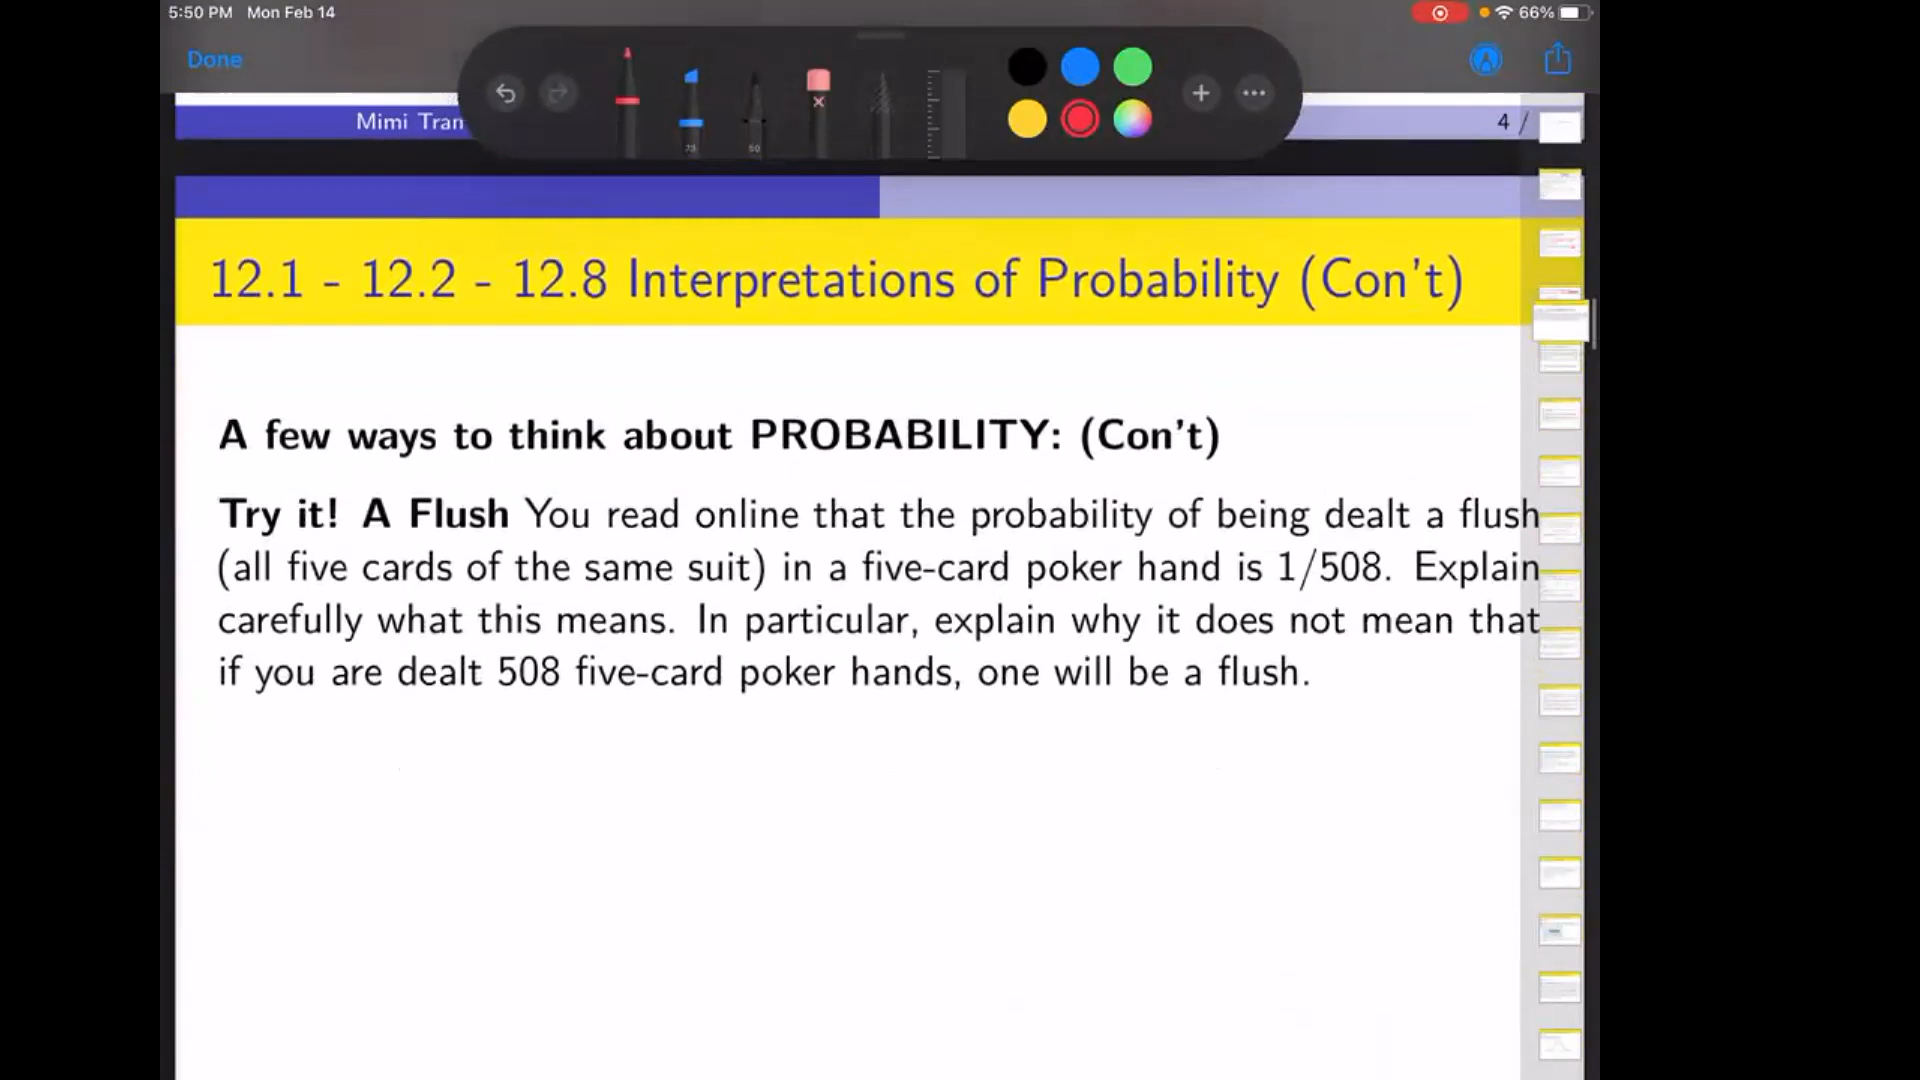 5:50 PM Mon Feb 14
66%
Done
75
50
Mimi Tran
4 /
12.1 - 12.2 - 12.8 Interpretations of Probability (Con't)
A few ways to think about PROBABILITY: (Con't)
Try it! A Flush You read online that the probability of being dealt a flush
(all five cards of the same suit) in a five-card poker hand is 1/508. Explain
carefully what this means. In particular, explain why it does not mean that
if you are dealt 508 five-card poker hands, one will be a flush.